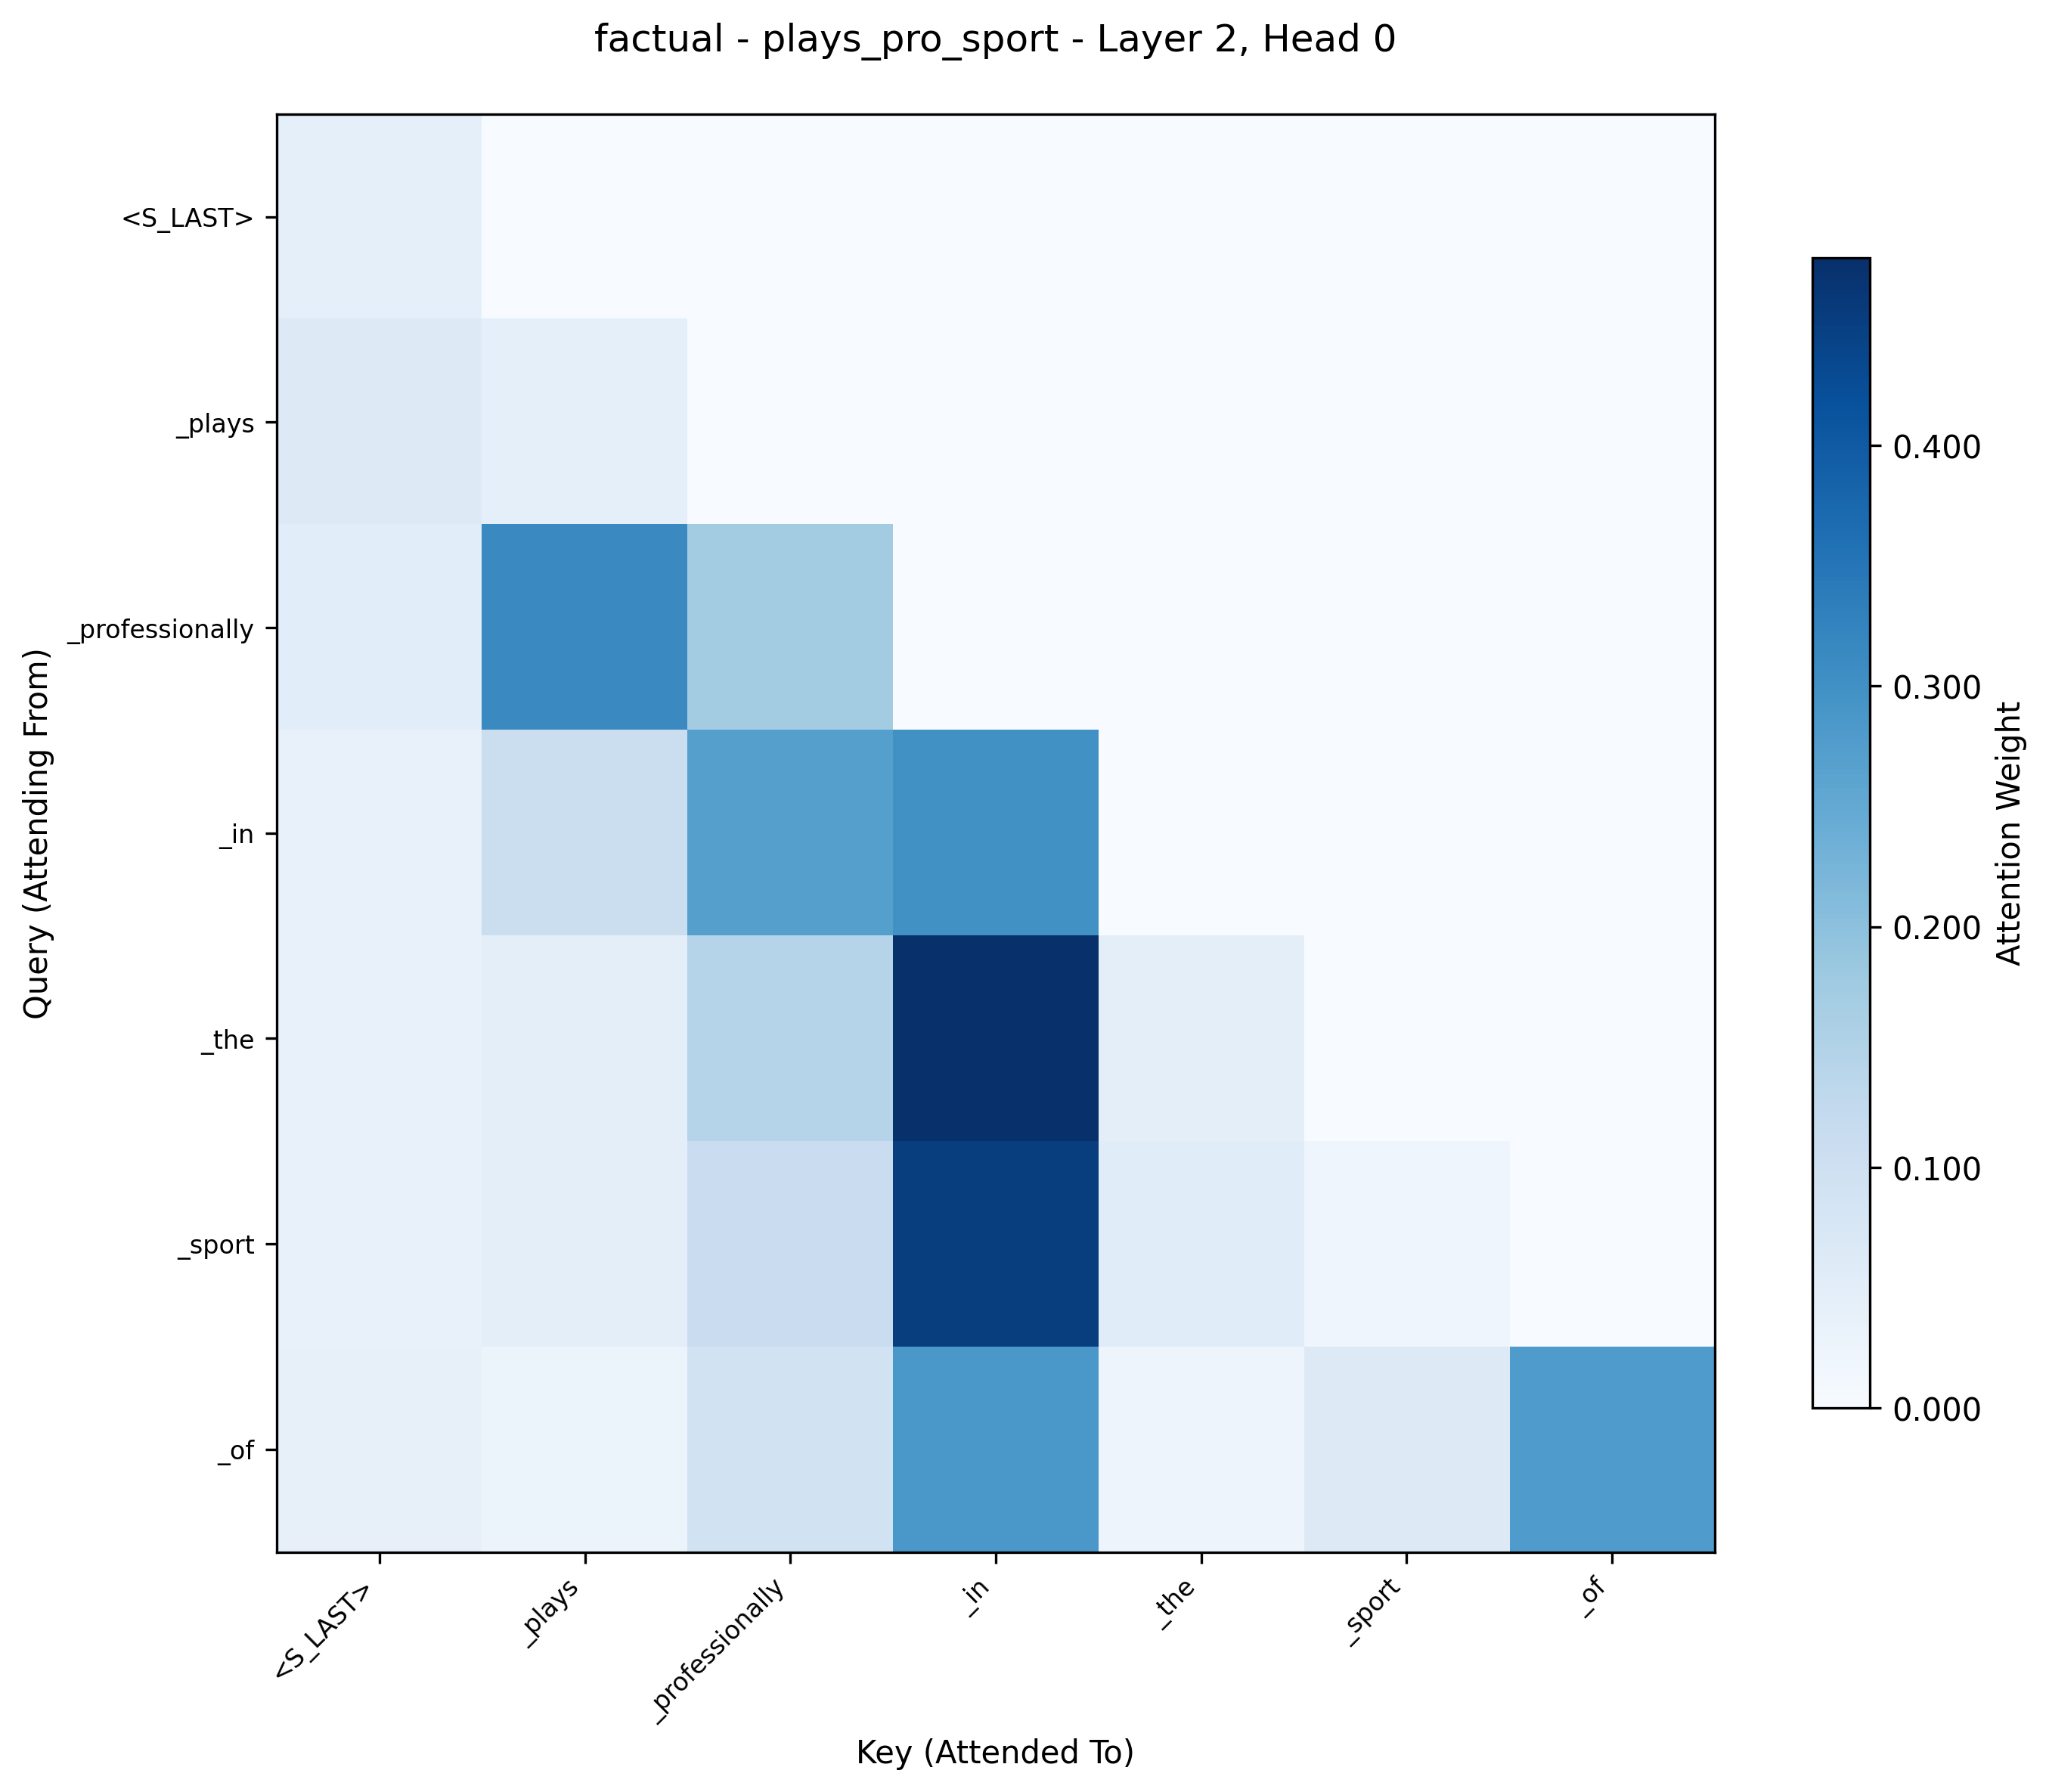 factual - plays_pro_sport - Layer 2, Head 0
Query (Attending From)
<S_LAST>
_plays
_professionally
_in
_the
_sport
_of
<S_LAST>
_plays
_professionally
_in
_the
_sport
_of
Key (Attended To)
0.400
0.300
0.200
0.100
0.000
Attention Weight